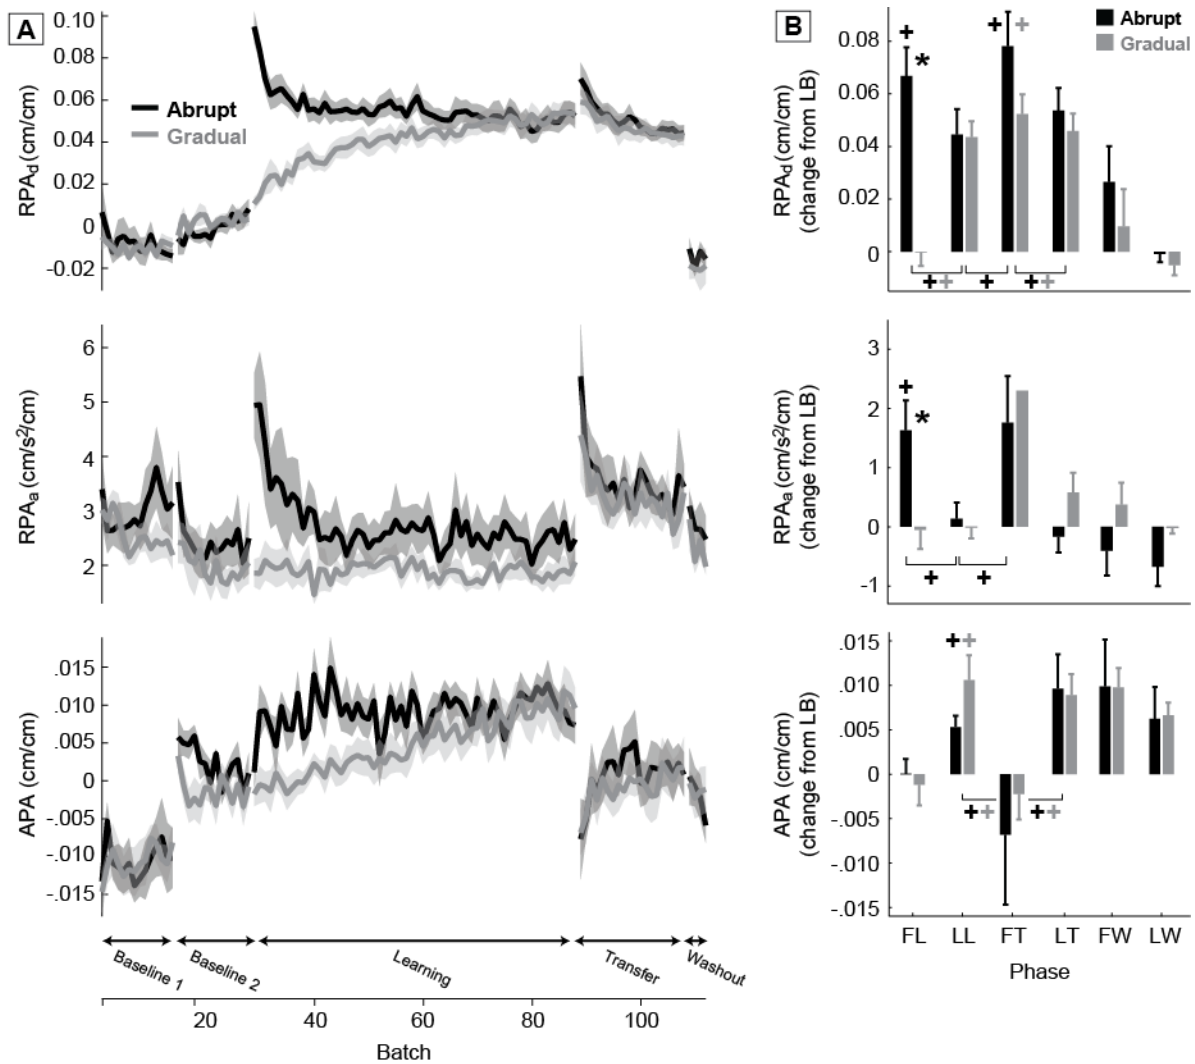 A
RPAd (cm/cm)
0.10
0.08
0.06
0.04
0.02
0
-0.02
Abrupt
Gradual
RPAa (cm/s2/cm)
6
5
4
3
2
APA (cm/cm)
.015
.010
.005
0
-.005
-.010
-.015
Baseline 1
Baseline 2
Learning
Transfer
Washout
20
40
60
80
100
Batch
B
Abrupt
Gradual
RPAd (cm/cm)
(change from LB)
0.08
0.06
0.04
0.02
0
+
*
+ +
+ +
+
+ +
RPAa (cm/s2/cm)
(change from LB)
3
2
1
0
-1
+
*
+
+
APA (cm/cm)
(change from LB)
.015
.010
.005
0
-.005
-.010
-.015
+ +
+ +
+ +
FL
LL
FT
LT
FW
LW
Phase